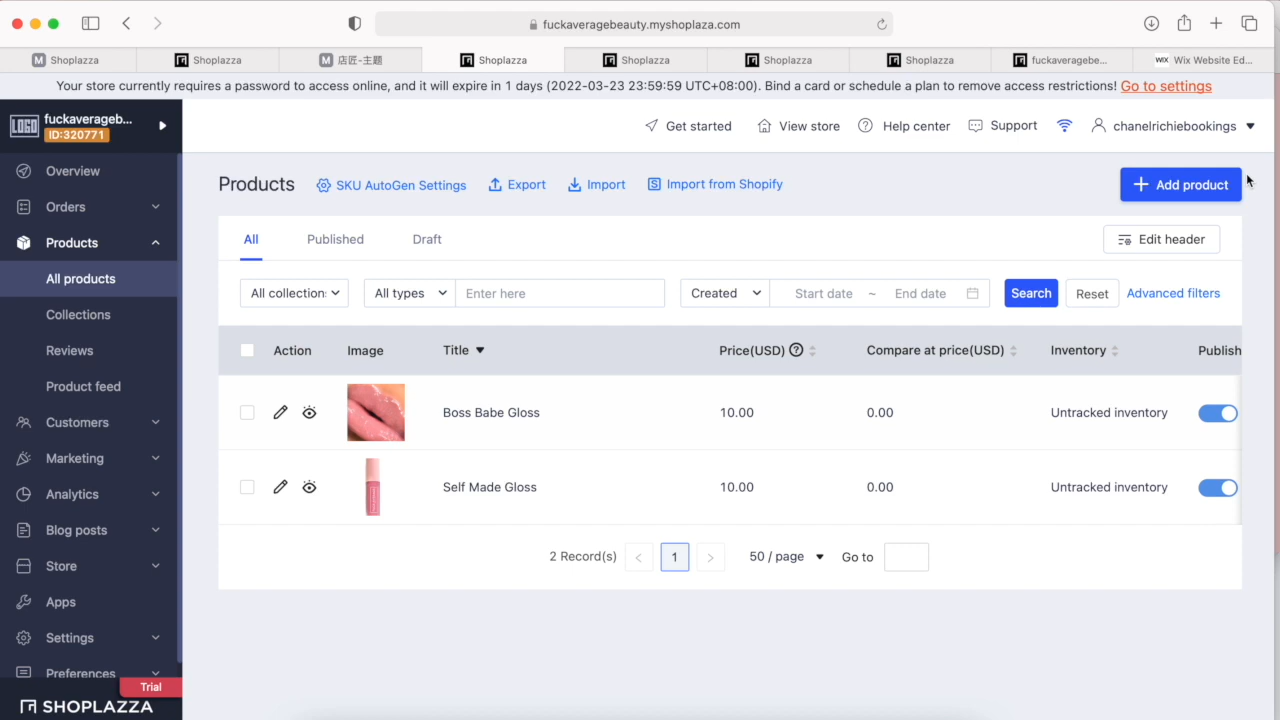 fuckaveragebeauty.myshoplaza.com
Shoplazza
Shoplazza
店匠-主题
Shoplazza
Shoplazza
Shoplazza
Shoplazza
fuckaveragebe...
WIX Wix Website Ed...
Your store currently requires a password to access online, and it will expire in 1 days (2022-03-23 23:59:59 UTC+08:00). Bind a card or schedule a plan to remove access restrictions! Go to settings
LOGO
fuckaverageb...
ID:320771
Get started
View store
Help center
Support
chanelrichiebookings
Overview
Orders
Products
All products
Collections
Reviews
Product feed
Customers
Marketing
Analytics
Blog posts
Store
Apps
Settings
Preferences
Trial
SHOPLAZZA
Products
SKU AutoGen Settings
Export
Import
Import from Shopify
+ Add product
All
Published
Draft
Edit header
All collection:
All types
Enter here
Created
Start date ~ End date
Search
Reset
Advanced filters
Action Image Title Price(USD) ? Compare at price(USD) Inventory Publish
Boss Babe Gloss 10.00 0.00 Untracked inventory
Self Made Gloss 10.00 0.00 Untracked inventory
2 Record(s) < 1 > 50 / page Go to